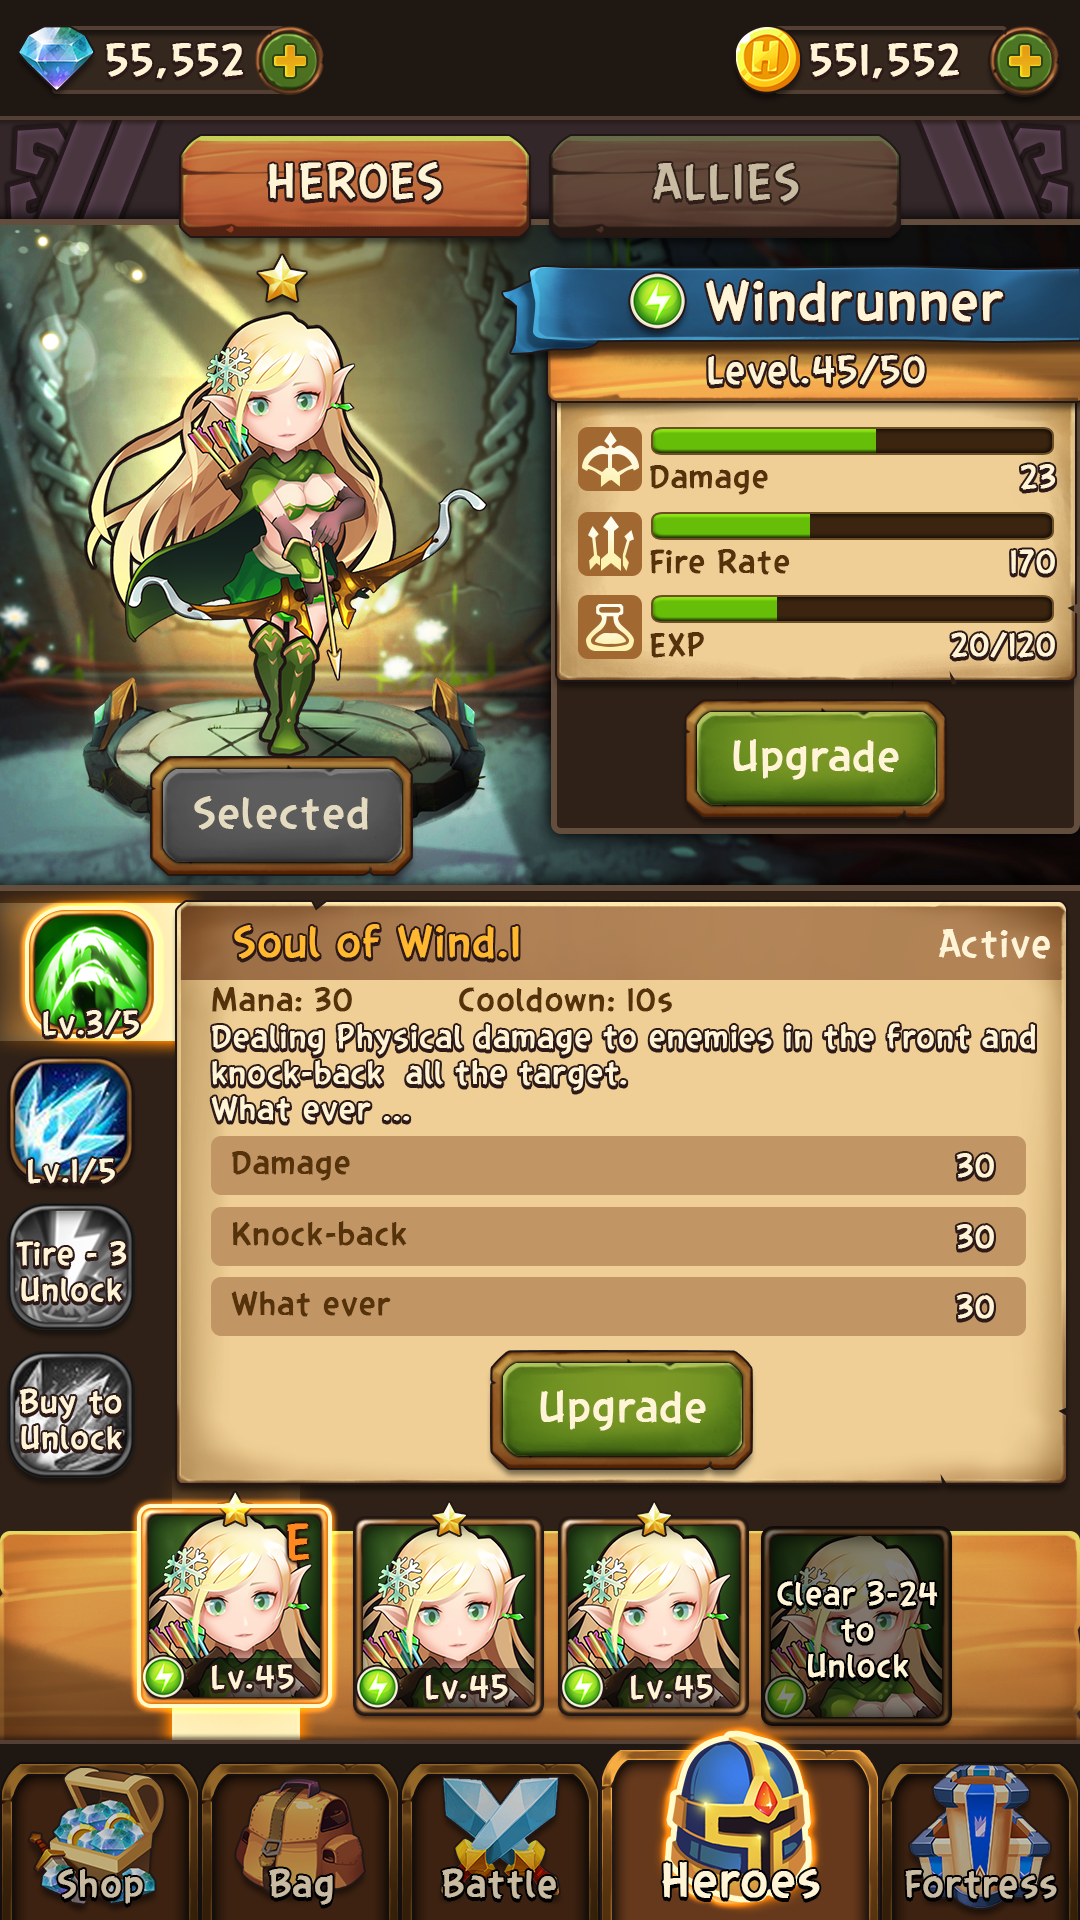 55,552
551,552
HEROES
ALLIES
Windrunner
Level.45/50
Damage 23
Fire Rate 170
EXP 20/120
Upgrade
Selected
Soul of Wind.1 Active
Mana: 30 Cooldown: 10s
Dealing Physical damage to enemies in the front and
knock-back all the target.
What ever ...
Damage 30
Knock-back 30
What ever 30
Upgrade
Lv.3/5
Lv.1/5
Tire - 3
Unlock
Buy to
Unlock
E
Lv.45
Lv.45
Lv.45
Clear 3-24
to
Unlock
Shop
Bag
Battle
Heroes
Fortress